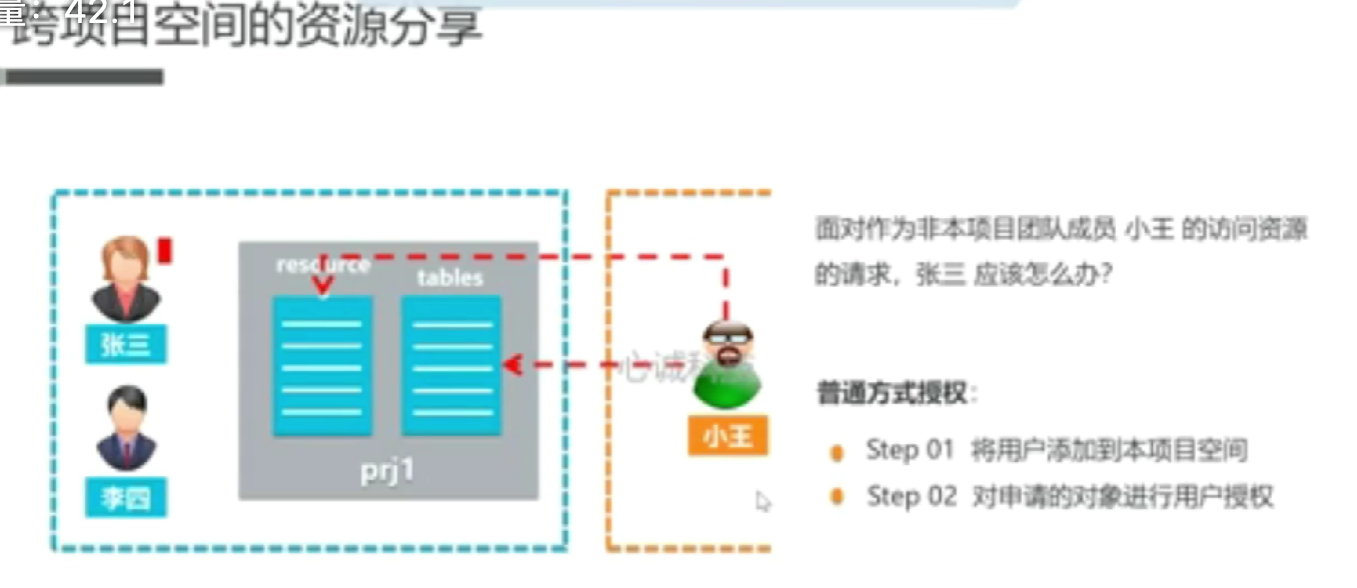 量：42.1
跨项目空间的资源分享
resource
tables
张三
李四
prj1
心诚科技
小王
面对作为非本项目团队成员 小王 的访问资源
的请求，张三 应该怎么办？
普通方式授权：
Step 01 将用户添加到本项目空间
Step 02 对申请的对象进行用户授权